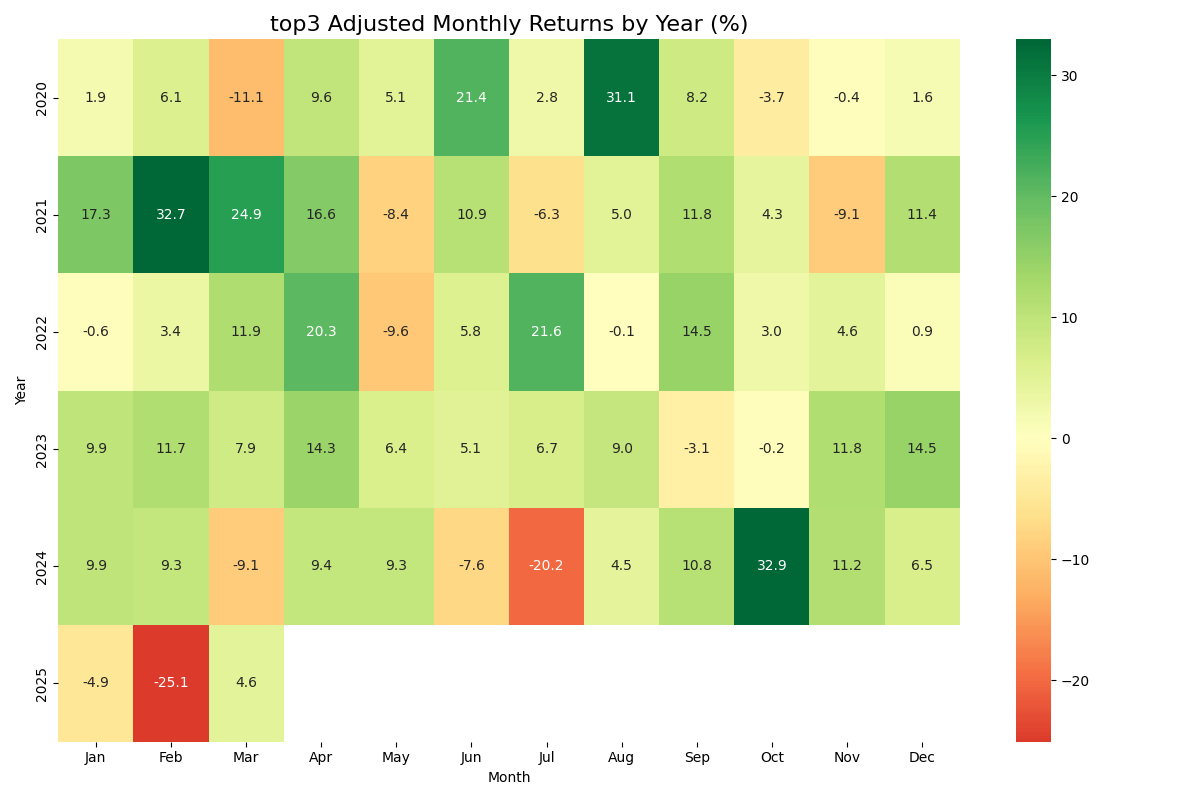 top3 Adjusted Monthly Returns by Year (%)
2020 1.9 6.1 -11.1 9.6 5.1 21.4 2.8 31.1 8.2 -3.7 -0.4 1.6
2021 17.3 32.7 24.9 16.6 -8.4 10.9 -6.3 5.0 11.8 4.3 -9.1 11.4
2022 -0.6 3.4 11.9 20.3 -9.6 5.8 21.6 -0.1 14.5 3.0 4.6 0.9
2023 9.9 11.7 7.9 14.3 6.4 5.1 6.7 9.0 -3.1 -0.2 11.8 14.5
2024 9.9 9.3 -9.1 9.4 9.3 -7.6 -20.2 4.5 10.8 32.9 11.2 6.5
2025 -4.9 -25.1 4.6
Year
Jan Feb Mar Apr May Jun Jul Aug Sep Oct Nov Dec
Month
30
20
10
0
−10
−20